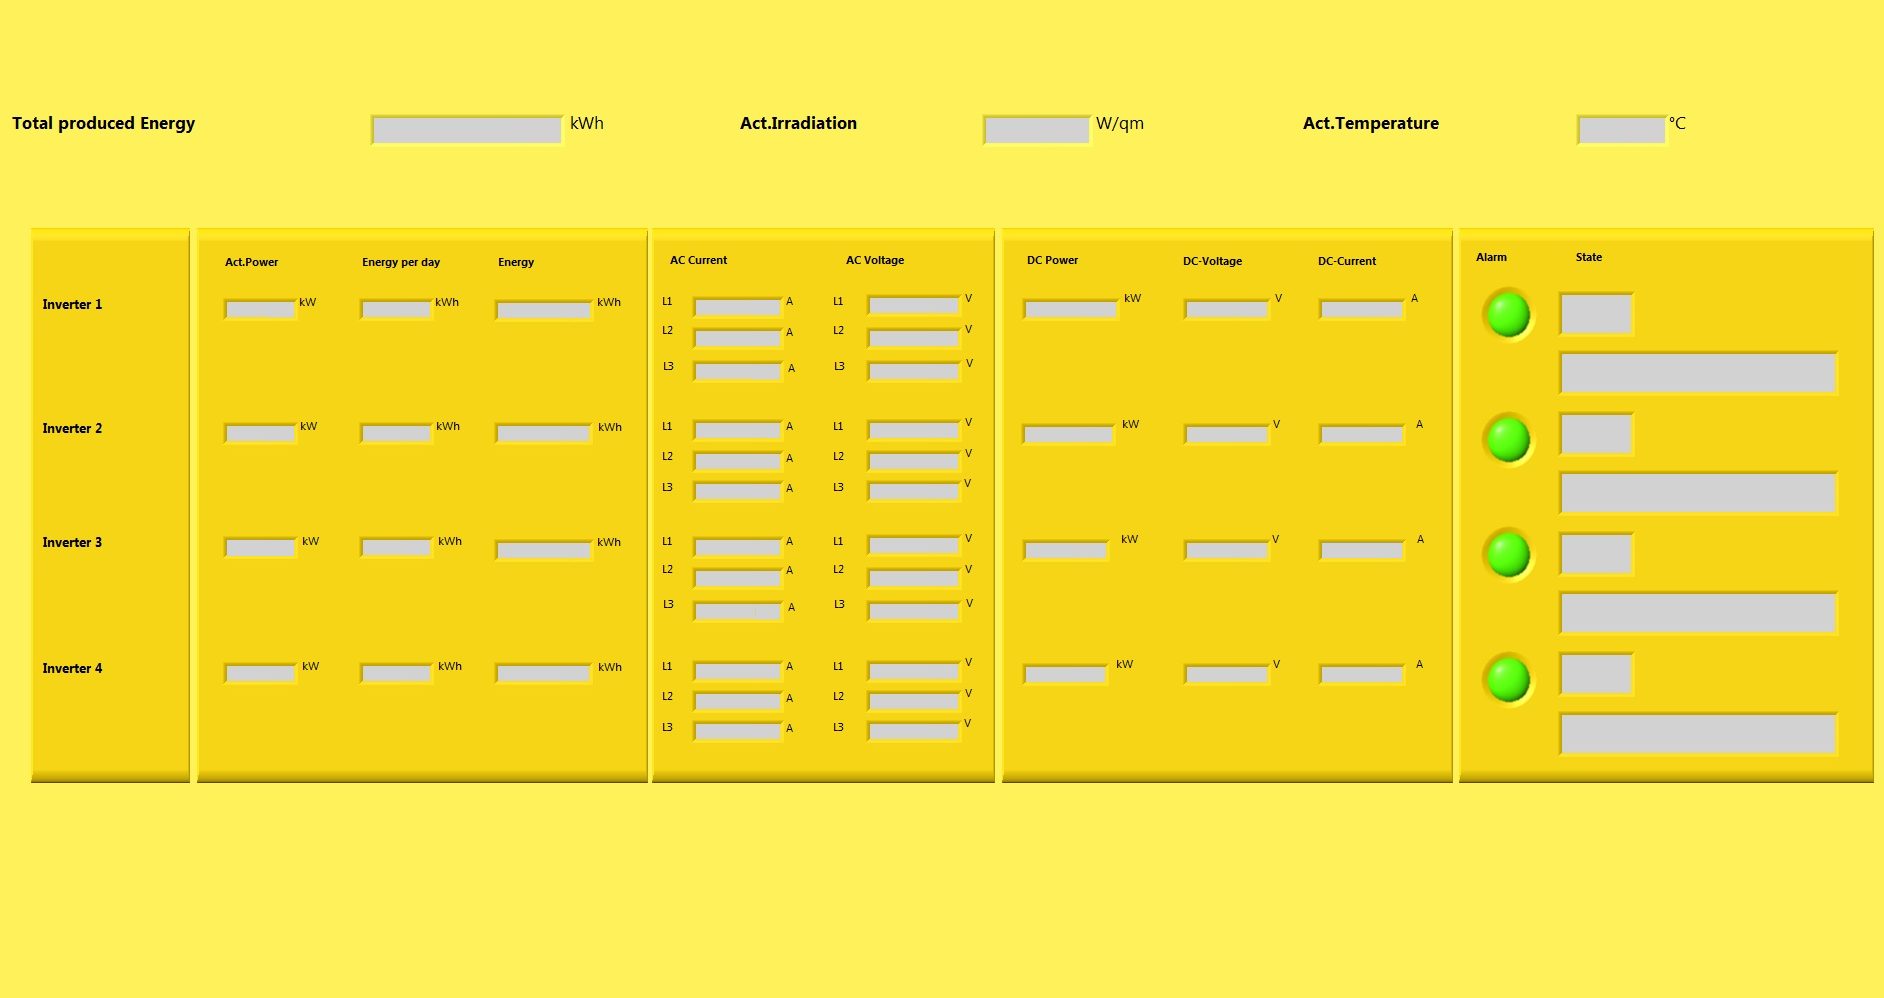 Total produced Energy kWh Act.Irradiation W/qm Act.Temperature °C
Act.Power Energy per day Energy AC Current AC Voltage DC Power DC-Voltage DC-Current Alarm State
Inverter 1 kW kWh kWh L1 A L1 V kW V A
L2 A L2 V
L3 A L3 V
Inverter 2 kW kWh kWh L1 A L1 V kW V A
L2 A L2 V
L3 A L3 V
Inverter 3 kW kWh kWh L1 A L1 V kW V A
L2 A L2 V
L3 A L3 V
Inverter 4 kW kWh kWh L1 A L1 V kW V A
L2 A L2 V
L3 A L3 V